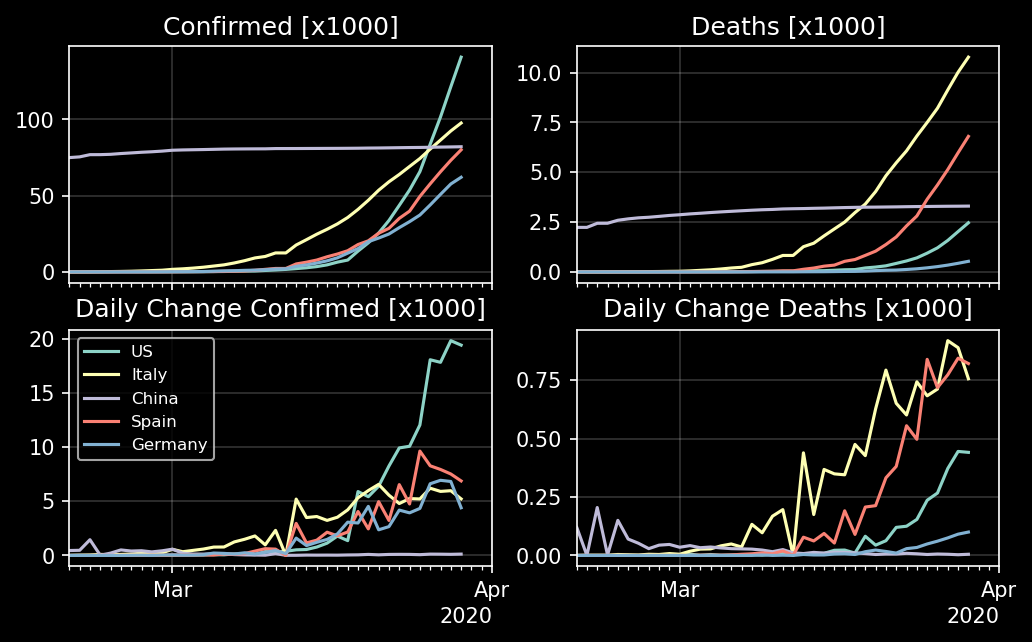 Confirmed [x1000]
Deaths [x1000]
100
50
0
10.0
7.5
5.0
2.5
0.0
Daily Change Confirmed [x1000]
Daily Change Deaths [x1000]
20
15
10
5
0
US
Italy
China
Spain
Germany
0.75
0.50
0.25
0.00
Mar
Apr
2020
Mar
Apr
2020